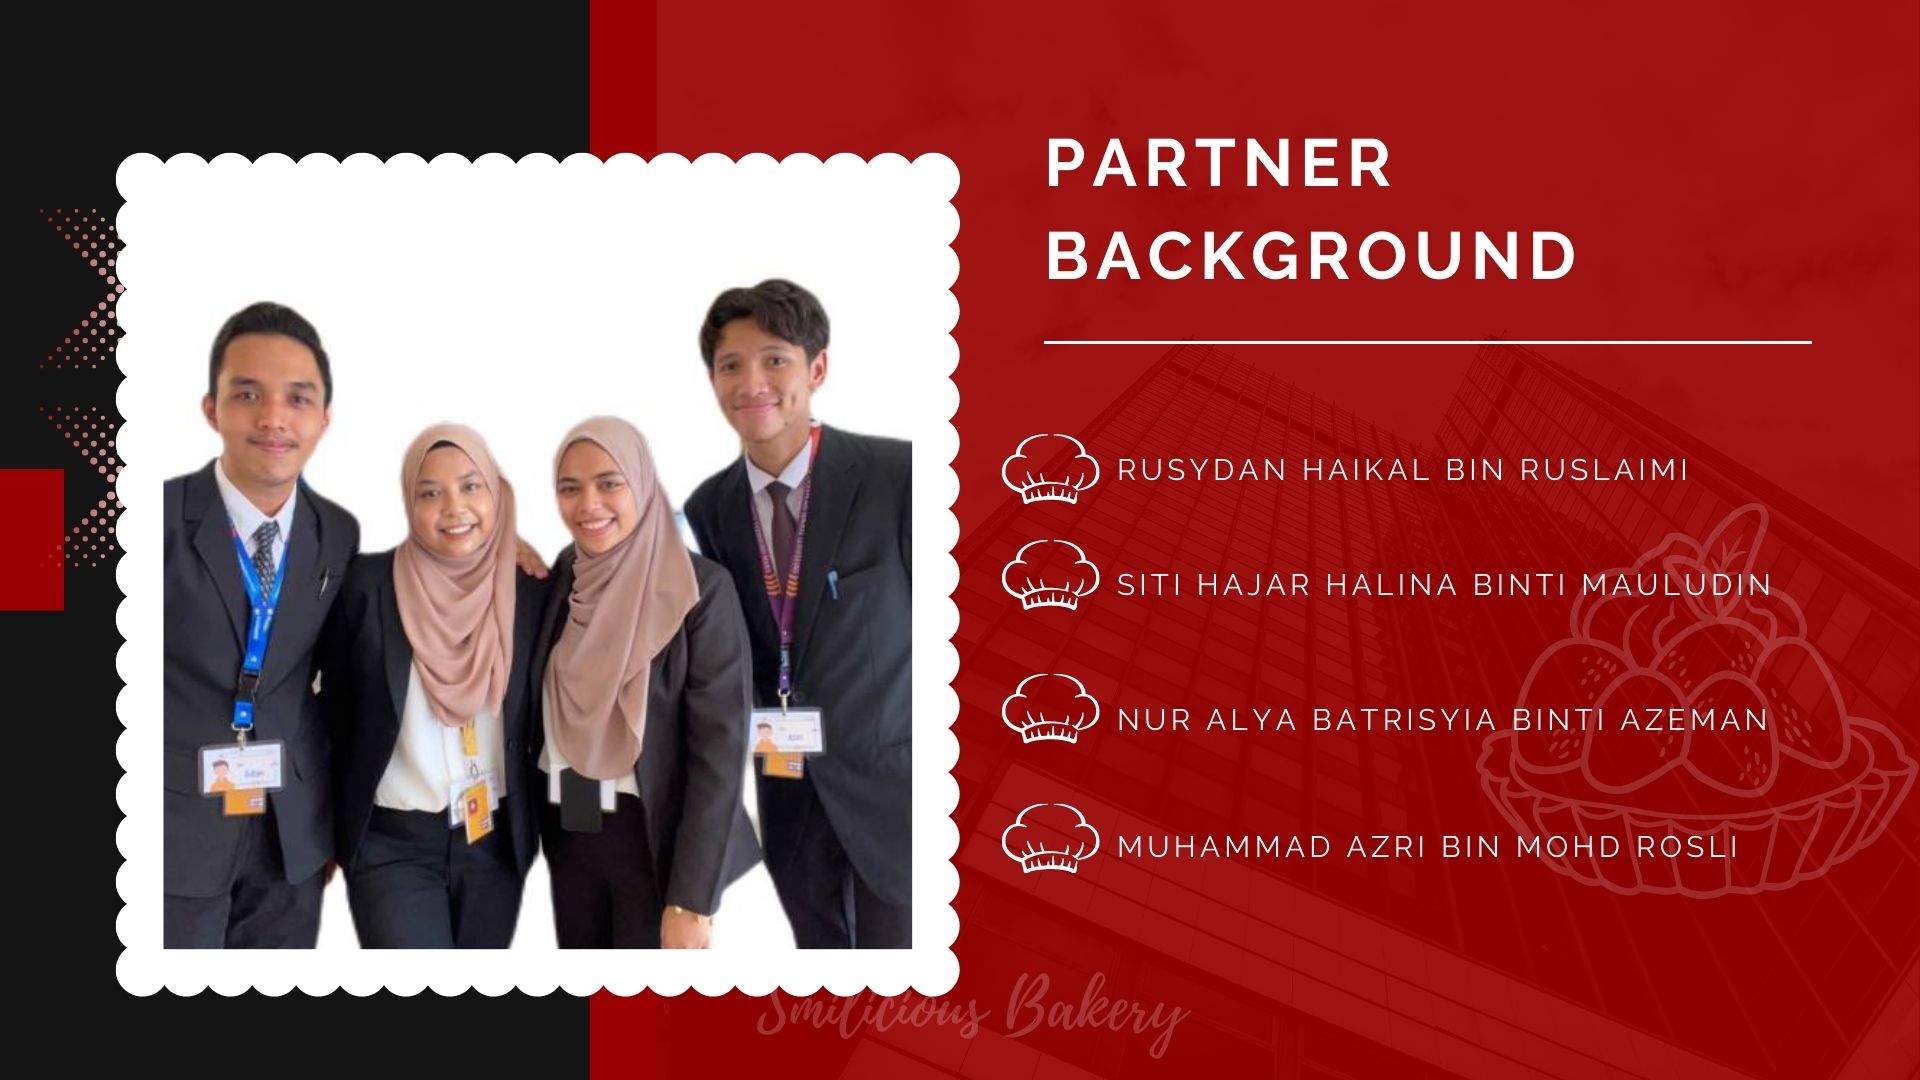 PARTNER
BACKGROUND
RUSYDAN HAIKAL BIN RUSLAIMI
SITI HAJAR HALINA BINTI MAULUDIN
NUR ALYA BATRISYIA BINTI AZEMAN
MUHAMMAD AZRI BIN MOHD ROSLI
Smilicious Bakery